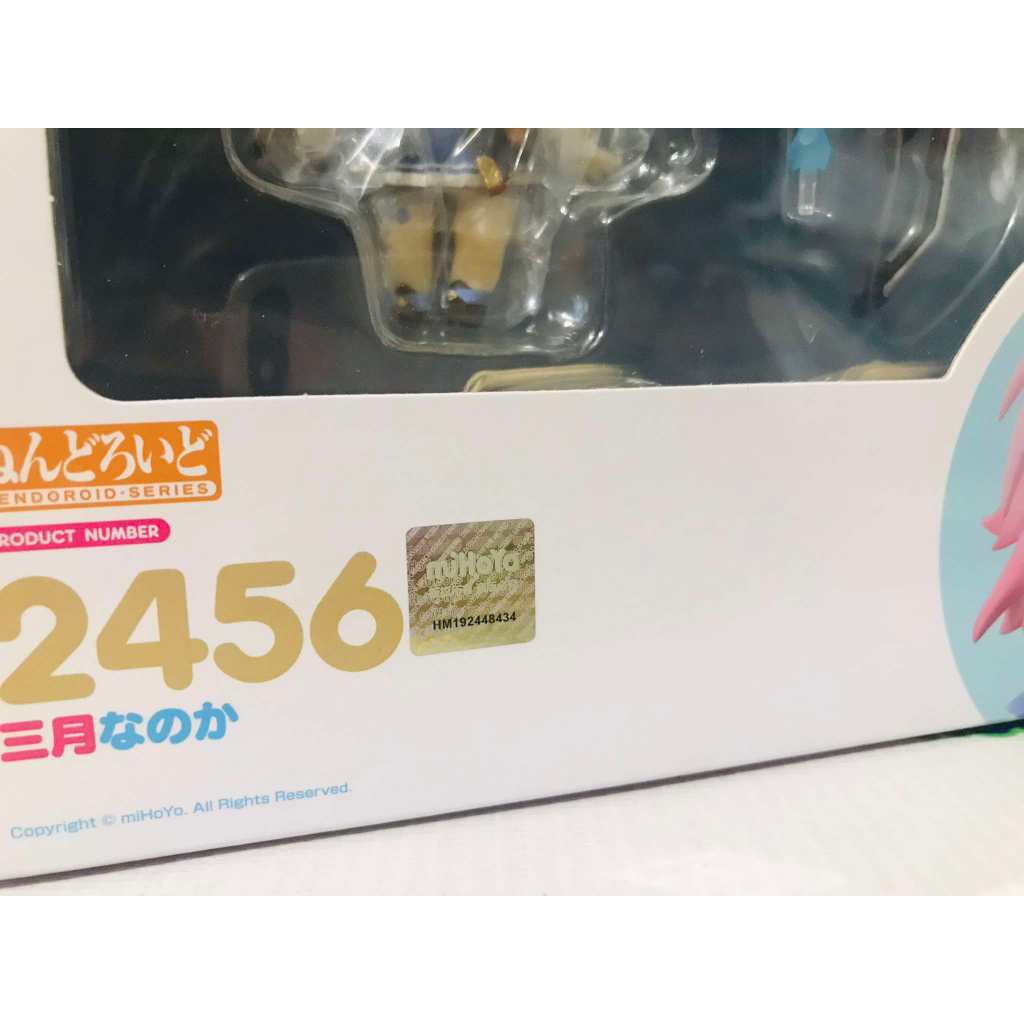 ねんどろいど
ENDOROID·SERIES
RODUCT NUMBER
2456
三月なのか
miHoYo
HM192448434
Copyright © miHoYo. All Rights Reserved.